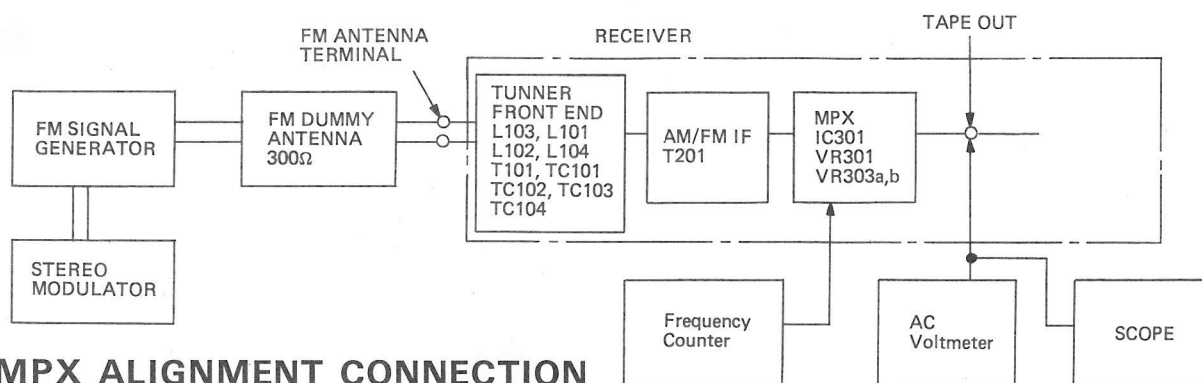 FM ANTENNA
TERMINAL
RECEIVER
TAPE OUT
FM SIGNAL
GENERATOR
FM DUMMY
ANTENNA
300Ω
TUNNER
FRONT END
L103, L101
L102, L104
T101, TC101
TC102, TC103
TC104
AM/FM IF
T201
MPX
IC301
VR301
VR303a,b
STEREO
MODULATOR
Frequency
Counter
AC
Voltmeter
SCOPE
MPX ALIGNMENT CONNECTION